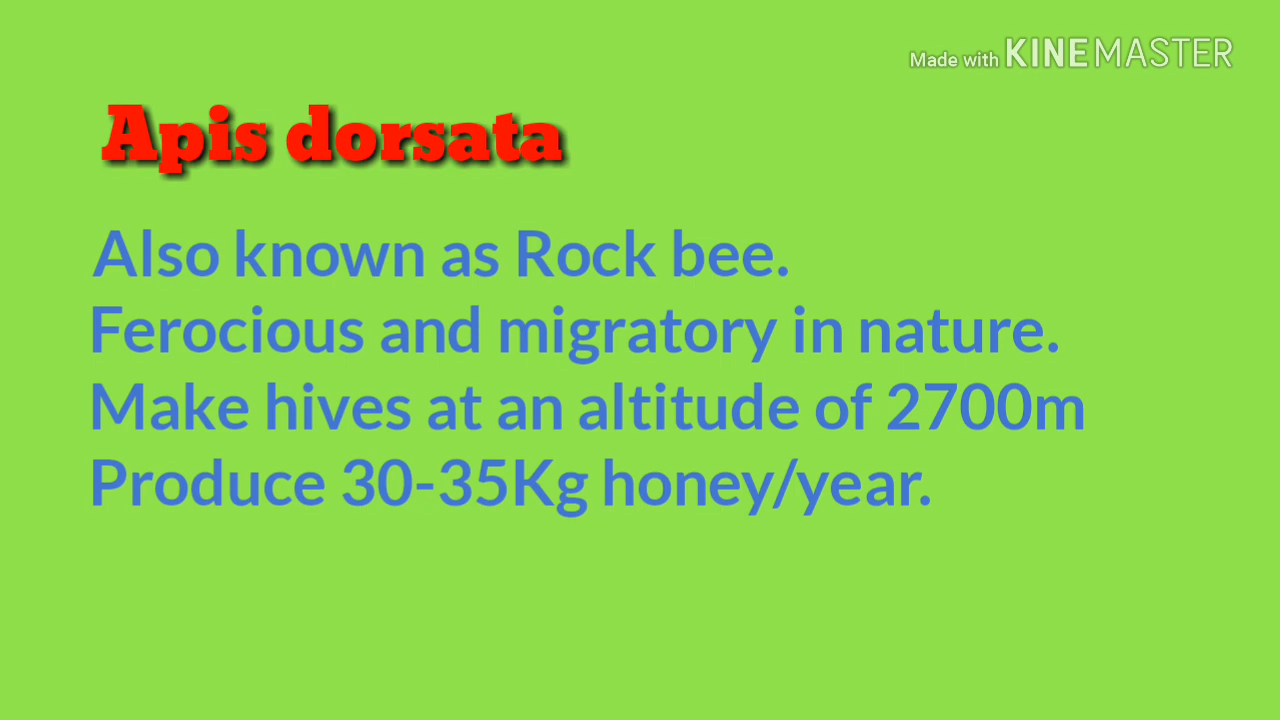 Made with KINEMASTER
Apis dorsata
Also known as Rock bee.
Ferocious and migratory in nature.
Make hives at an altitude of 2700m
Produce 30-35Kg honey/year.